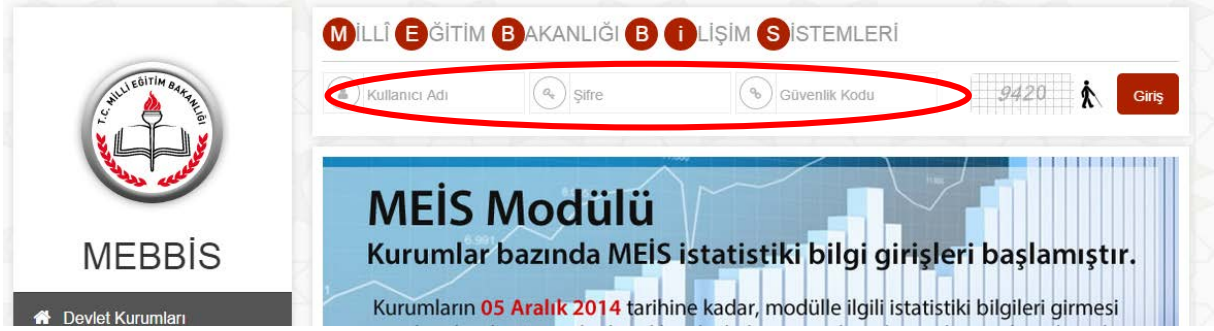 MİLLÎ EĞİTİM BAKANLIĞI BİLİŞİM SİSTEMLERİ
Kullanıcı Adı Şifre Güvenlik Kodu 9420 Giriş
T.C. MİLLİ EĞİTİM BAKANLIĞI
MEBBİS
Devlet Kurumları
MEİS Modülü
6.991
Kurumlar bazında MEİS istatistiki bilgi girişleri başlamıştır.
Kurumların 05 Aralık 2014 tarihine kadar, modülle ilgili istatistiki bilgileri girmesi